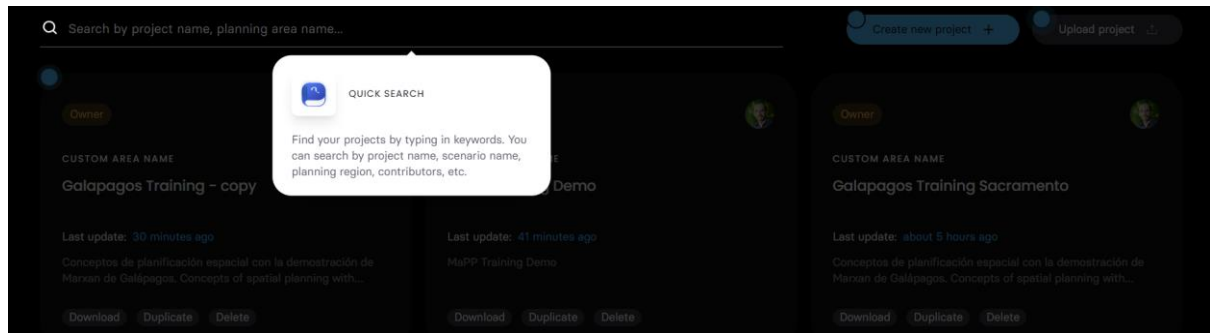 Search by project name, planning area name...
Create new project +
Upload project
QUICK SEARCH
Find your projects by typing in keywords. You
can search by project name, scenario name,
planning region, contributors, etc.
Owner
CUSTOM AREA NAME
Galapagos Training - copy
Last update: 30 minutes ago
Conceptos de planificación espacial con la demostración de
Marxan de Galápagos. Concepts of spatial planning with...
Download Duplicate Delete
Demo
Last update: 41 minutes ago
MaPP Training Demo
Download Duplicate Delete
Owner
CUSTOM AREA NAME
Galapagos Training Sacramento
Last update: about 5 hours ago
Conceptos de planificación espacial con la demostración de
Marxan de Galápagos. Concepts of spatial planning with...
Download Duplicate Delete